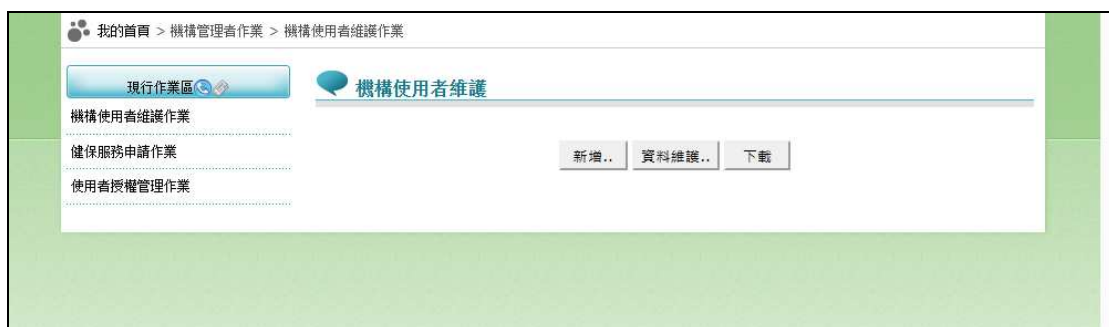 我的首頁 > 機構管理者作業 > 機構使用者維護作業
現行作業區
機構使用者維護作業
健保服務申請作業
使用者授權管理作業
機構使用者維護
新增.. 資料維護.. 下載